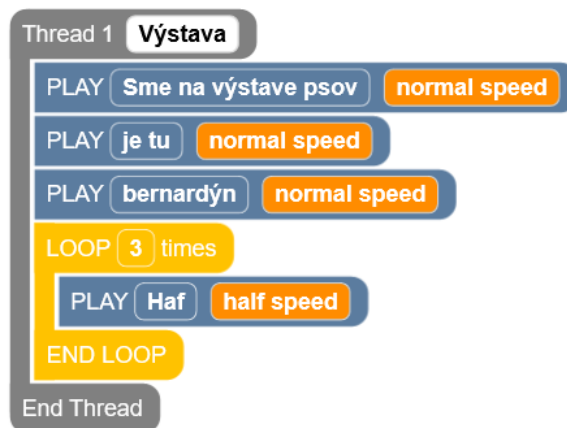 Thread 1 Výstava
PLAY Sme na výstave psov normal speed
PLAY je tu normal speed
PLAY bernardýn normal speed
LOOP 3 times
PLAY Haf half speed
END LOOP
End Thread